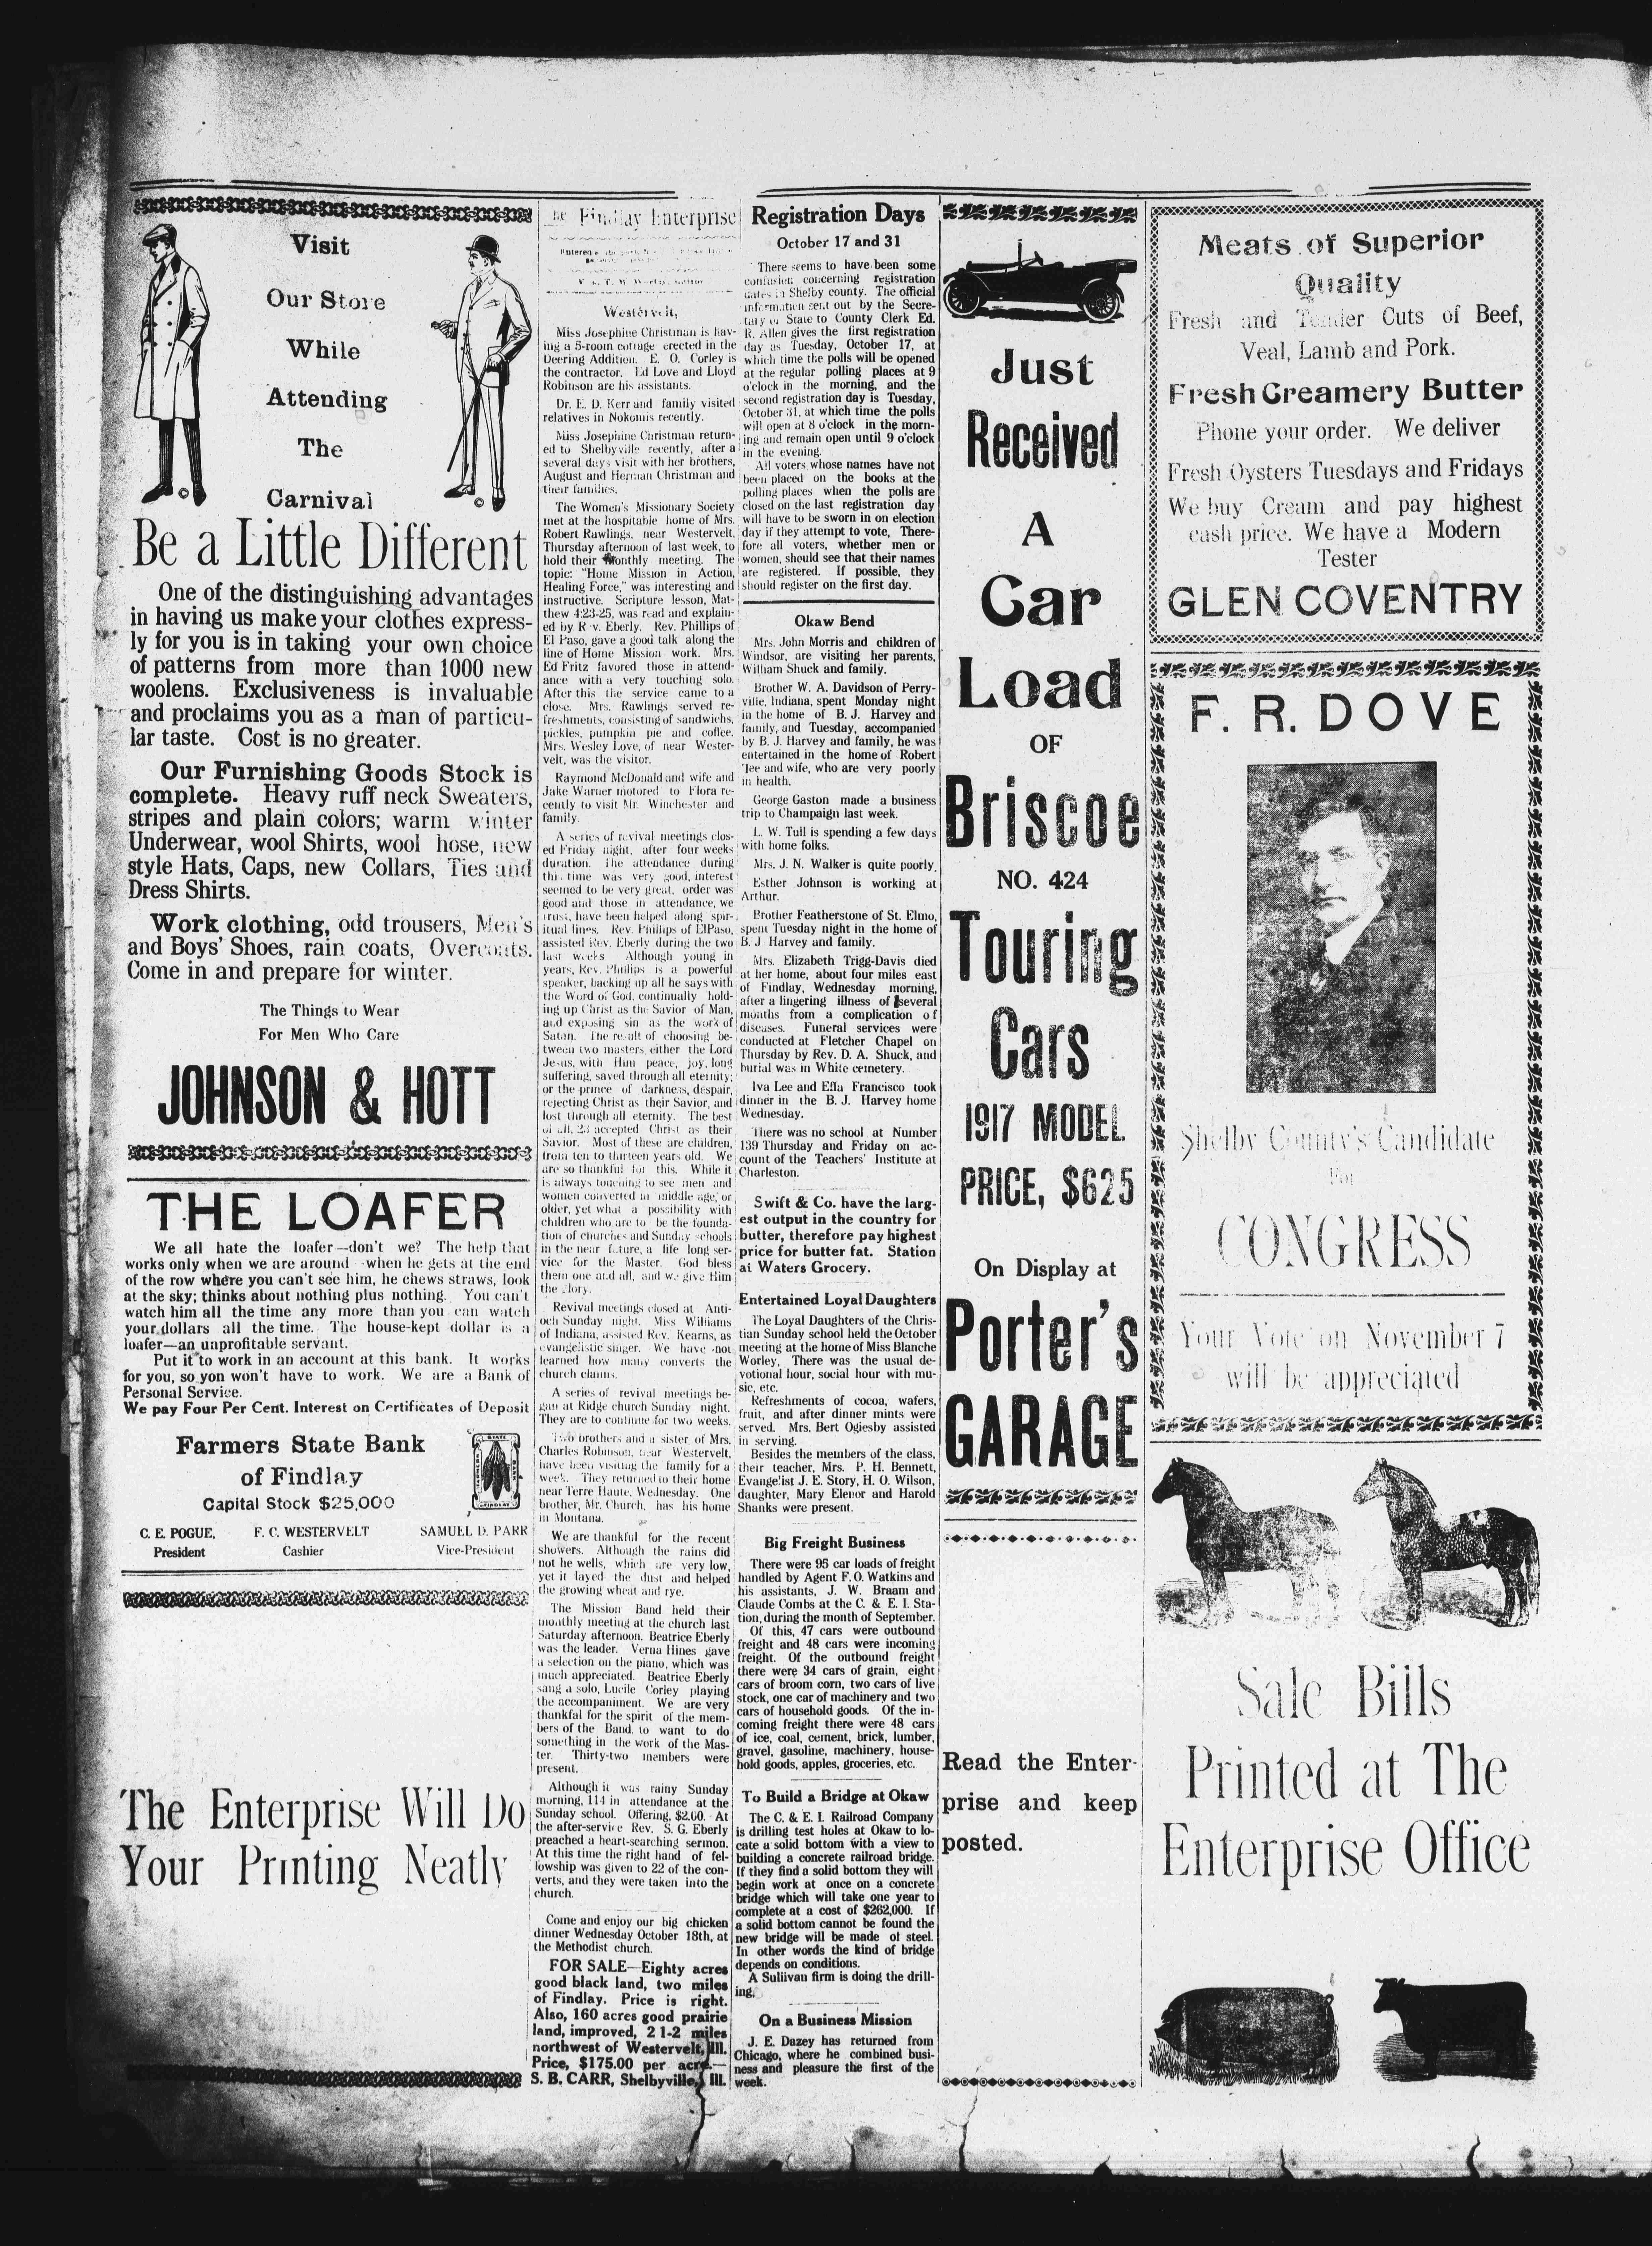 Visit
Our Store
While
Attending
The
Carnival
Be a Little Different
One of the distinguishing advantages
in having us make your clothes express-
ly for you is in taking your own choice
of patterns from more than 1000 new
woolens. Exclusiveness is invaluable
and proclaims you as a man of particu-
lar taste. Cost is no greater.
Our Furnishing Goods Stock is
complete. Heavy ruff neck Sweaters,
stripes and plain colors; warm winter
Underwear, wool Shirts, wool hose, new
style Hats, Caps, new Collars, Ties and
Dress Shirts.
Work clothing, odd trousers, Men's
and Boys' Shoes, rain coats, Overcoats.
Come in and prepare for winter.
The Things to Wear
For Men Who Care
JOHNSON & HOTT
THE LOAFER
We all hate the loafer—don't we? The help that
works only when we are around—when he gets at the end
of the row where you can't see him, he chews straws, look
at the sky; thinks about nothing plus nothing. You can't
watch him all the time any more than you can watch
your dollars all the time. The house-kept dollar is a
loafer—an unprofitable servant.
Put it to work in an account at this bank. It works
for you, so yon won't have to work. We are a Bank of
Personal Service.
We pay Four Per Cent. Interest on Certificates of Deposit
Farmers State Bank
of Findlay
Capital Stock $25,000
C. E. POGUE, F. C. WESTERVELT SAMUEL D. PARR
President Cashier Vice-President
The Enterprise Will Do
Your Printing Neatly
Findlay Enterprise
Westervelt,
Miss Josephine Christman is hav-
ing a 5-room cottage erected in the
Deering Addition. E. O. Corley is
the contractor. Ed Love and Lloyd
Robinson are his assistants.
Dr. E. D. Kerr and family visited
relatives in Nokomis recently.
Miss Josephine Christman return-
ed to Shelbyville recently, after a
several days visit with her brothers,
August and Herman Christman and
their families.
The Women's Missionary Society
met at the hospitable home of Mrs.
Robert Rawlings, near Westervelt,
Thursday afternoon of last week, to
hold their monthly meeting. The
topic: "Home Mission in Action,
Healing Force," was interesting and
instructive. Scripture lesson, Mat-
thew 4:23-25, was read and explain-
ed by R v. Eberly. Rev. Phillips of
El Paso, gave a good talk along the
line of Home Mission work. Mrs.
Ed Fritz favored those in attend-
ance with a very touching solo.
After this the service came to a
close. Mrs. Rawlings served re-
freshments, consisting of sandwichs,
pickles, pumpkin pie and coffee.
Mrs. Wesley Love, of near Wester-
velt, was the visitor.
Raymond McDonald and wife and
Jake Warner motored to Flora re-
cently to visit Mr. Winchester and
family.
A series of revival meetings clos-
ed Friday night, after four weeks
duration. The attendance during
this time was very good, interest
seemed to be very great, order was
good and those in attendance, we
trust, have been helped along spir-
itual lines. Rev. Phillips of ElPaso,
assisted Rev. Eberly during the two
last weeks Although young in
years, Rev. Phillips is a powerful
speaker, backing up all he says with
the Word of God, continually hold-
ing up Christ as the Savior of Man,
and exposing sin as the work of
Satan. The result of choosing be-
tween two masters, either the Lord
Jesus, with Him peace, joy, long
suffering, saved through all eternity;
or the prince of darkness, despair,
rejecting Christ as their Savior, and
lost through all eternity. The best
of all, 23 accepted Christ as their
Savior. Most of these are children,
from ten to thirteen years old. We
are so thankful for this. While it
is always touching to see men and
women converted in middle age, or
older, yet what a possibility with
children who are to be the founda-
tion of churches and Sunday schools
in the near future, a life long ser-
vice for the Master. God bless
them one and all, and we give Him
the glory.
Revival meetings closed at Anti-
och Sunday night. Miss Williams
of Indiana, assisted Rev. Kearns, as
evangelistic singer. We have not
learned how many converts the
church claims.
A series of revival meetings be-
gan at Ridge church Sunday night.
They are to continue for two weeks.
Two brothers and a sister of Mrs.
Charles Robinson, near Westervelt,
have been visiting the family for a
week. They returned to their home
near Terre Haute, Wednesday. One
brother, Mr. Church, has his home
in Montana.
We are thankful for the recent
showers. Although the rains did
not he wells, which are very low,
yet it layed the dust and helped
the growing wheat and rye.
The Mission Band held their
monthly meeting at the church last
Saturday afternoon. Beatrice Eberly
was the leader. Verna Hines gave
a selection on the piano, which was
much appreciated. Beatrice Eberly
sang a solo, Lucile Corley playing
the accompaniment. We are very
thankfal for the spirit of the mem-
bers of the Band, to want to do
something in the work of the Mas-
ter. Thirty-two members were
present.
Although it was rainy Sunday
morning, 114 in attendance at the
Sunday school. Offering, $2.60. At
the after-service Rev. S. G. Eberly
preached a heart-searching sermon.
At this time the right hand of fel-
lowship was given to 22 of the con-
verts, and they were taken into the
church.
Come and enjoy our big chicken
dinner Wednesday October 18th, at
the Methodist church.
FOR SALE—Eighty acres
good black land, two miles
of Findlay. Price is right.
Also, 160 acres good prairie
land, improved, 2 1-2 miles
northwest of Westervelt, Ill.
Price, $175.00 per acre.—
S. B. CARR, Shelbyville, Ill.
Registration Days
October 17 and 31
There seems to have been some
confusion concerning registration
dates in Shelby county. The official
information sent out by the Secre-
taty of State to County Clerk Ed.
R. Allen gives the first registration
day as Tuesday, October 17, at
which time the polls will be opened
at the regular polling places at 9
o'clock in the morning, and the
second registration day is Tuesday,
October 31, at which time the polls
will open at 8 o'clock in the morn-
ing and remain open until 9 o'clock
in the evening.
All voters whose names have not
been placed on the books at the
polling places when the polls are
closed on the last registration day
will have to be sworn in on election
day if they attempt to vote, There-
fore all voters, whether men or
women, should see that their names
are registered. If possible, they
should register on the first day.
Okaw Bend
Mrs. John Morris and children of
Windsor, are visiting her parents,
William Shuck and family.
Brother W. A. Davidson of Perry-
ville, Indiana, spent Monday night
in the home of B. J. Harvey and
family, and Tuesday, accompanied
by B. J. Harvey and family, he was
entertained in the home of Robert
Tee and wife, who are very poorly
in health.
George Gaston made a business
trip to Champaign last week.
L. W. Tull is spending a few days
with home folks.
Mrs. J. N. Walker is quite poorly.
Esther Johnson is working at
Arthur.
Brother Featherstone of St. Elmo,
spent Tuesday night in the home of
B. J Harvey and family.
Mrs. Elizabeth Trigg-Davis died
at her home, about four miles east
of Findlay, Wednesday morning,
after a lingering illness of several
months from a complication of
diseases. Funeral services were
conducted at Fletcher Chapel on
Thursday by Rev. D. A. Shuck, and
burial was in White cemetery.
Iva Lee and Effa Francisco took
dinner in the B. J. Harvey home
Wednesday.
There was no school at Number
139 Thursday and Friday on ac-
count of the Teachers' Institute at
Charleston.
Swift & Co. have the larg-
est output in the country for
butter, therefore pay highest
price for butter fat. Station
at Waters Grocery.
Entertained Loyal Daughters
The Loyal Daughters of the Chris-
tian Sunday school held the October
meeting at the home of Miss Blanche
Worley, There was the usual de-
votional hour, social hour with mu-
sic, etc.
Refreshments of cocoa, wafers,
fruit, and after dinner mints were
served. Mrs. Bert Oglesby assisted
in serving.
Besides the members of the class,
their teacher, Mrs. P. H. Bennett,
Evange'ist J. E. Story, H. O. Wilson,
daughter, Mary Elenor and Harold
Shanks were present.
Big Freight Business
There were 95 car loads of freight
handled by Agent F. O. Watkins and
his assistants, J. W. Braam and
Claude Combs at the C. & E. I. Sta-
tion, during the month of September.
Of this, 47 cars were outbound
freight and 48 cars were incoming
freight. Of the outbound freight
there were 34 cars of grain, eight
cars of broom corn, two cars of live
stock, one car of machinery and two
cars of household goods. Of the in-
coming freight there were 48 cars
of ice, coal, cement, brick, lumber,
gravel, gasoline, machinery, house-
hold goods, apples, groceries, etc.
To Build a Bridge at Okaw
The C. & E. I. Railroad Company
is drilling test holes at Okaw to lo-
cate a solid bottom with a view to
building a concrete railroad bridge.
If they find a solid bottom they will
begin work at once on a concrete
bridge which will take one year to
complete at a cost of $262,000. If
a solid bottom cannot be found the
new bridge will be made of steel.
In other words the kind of bridge
depends on conditions.
A Sullivan firm is doing the drill-
ing.
On a Business Mission
J. E. Dazey has returned from
Chicago, where he combined busi-
ness and pleasure the first of the
week.
Just
Received
A
Car
Load
OF
Briscoe
NO. 424
Touring
Cars
1917 MODEL
PRICE, $625
On Display at
Porter's
GARAGE
Read the Enter-
prise and keep
posted.
Meats of Superior
Quality
Fresh and Tender Cuts of Beef,
Veal, Lamb and Pork.
Fresh Creamery Butter
Phone your order. We deliver
Fresh Oysters Tuesdays and Fridays
We buy Cream and pay highest
cash price. We have a Modern
Tester
GLEN COVENTRY
F. R. DOVE
Shelby County's Candidate
For
CONGRESS
Your Vote on November 7
will be appreciated
Sale Bills
Printed at The
Enterprise Office